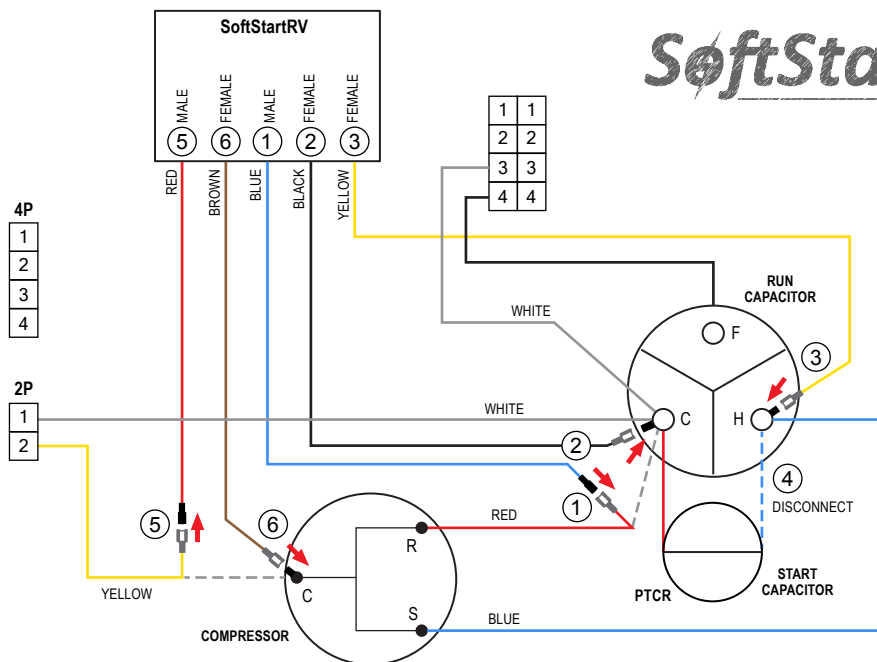 SoftStartRV
SoftSta
MALE
FEMALE
MALE
FEMALE
FEMALE
5
6
1
2
3
RED
BROWN
BLUE
BLACK
YELLOW
1 1
2 2
3 3
4 4
4P
1
2
3
4
RUN
CAPACITOR
WHITE
F
3
2P
1
2
WHITE
C
H
2
4
DISCONNECT
1
5
6
RED
R
C
S
YELLOW
BLUE
COMPRESSOR
PTCR
START
CAPACITOR